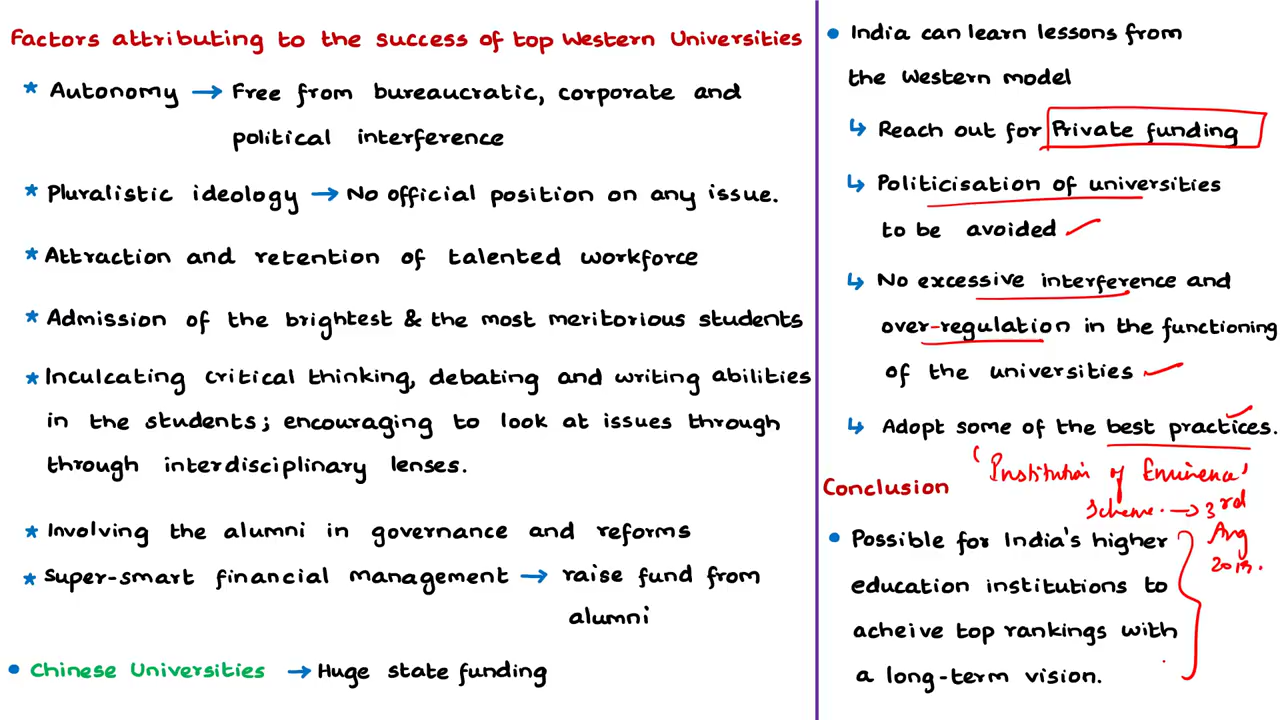 Factors attributing to the success of top Western Universities
* Autonomy → Free from bureaucratic, corporate and
political interference
* Pluralistic ideology → No official position on any issue.
* Attraction and retention of talented workforce
* Admission of the brightest & the most meritorious students
* Inculcating critical thinking, debating and writing abilities
in the students; encouraging to look at issues through
through interdisciplinary lenses.
* Involving the alumni in governance and reforms
* Super-smart financial management → raise fund from
alumni
• Chinese Universities → Huge state funding
• India can learn lessons from
the Western model
↳ Reach out for Private funding
↳ Politicisation of universities
to be avoided
↳ No excessive interference and
over-regulation in the functioning
of the universities
↳ Adopt some of the best practices.
'Institution of Eminence'
Scheme. → 3rd
Aug
Conclusion
• Possible for India's higher
education institutions to
acheive top rankings with
a long-term vision.